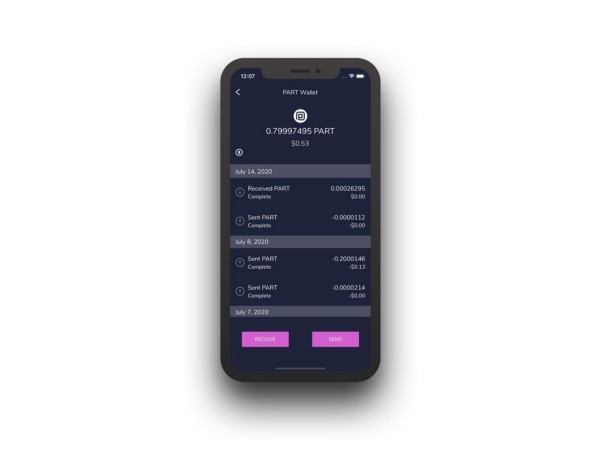 12:07
PART Wallet
0.79997495 PART
$0.53
July 14, 2020
Received PART 0.00026295
Complete $0.00
Sent PART -0.0000112
Complete -$0.00
July 8, 2020
Sent PART -0.2000146
Complete -$0.13
Sent PART -0.0000214
Complete -$0.00
July 7, 2020
RECEIVE SEND